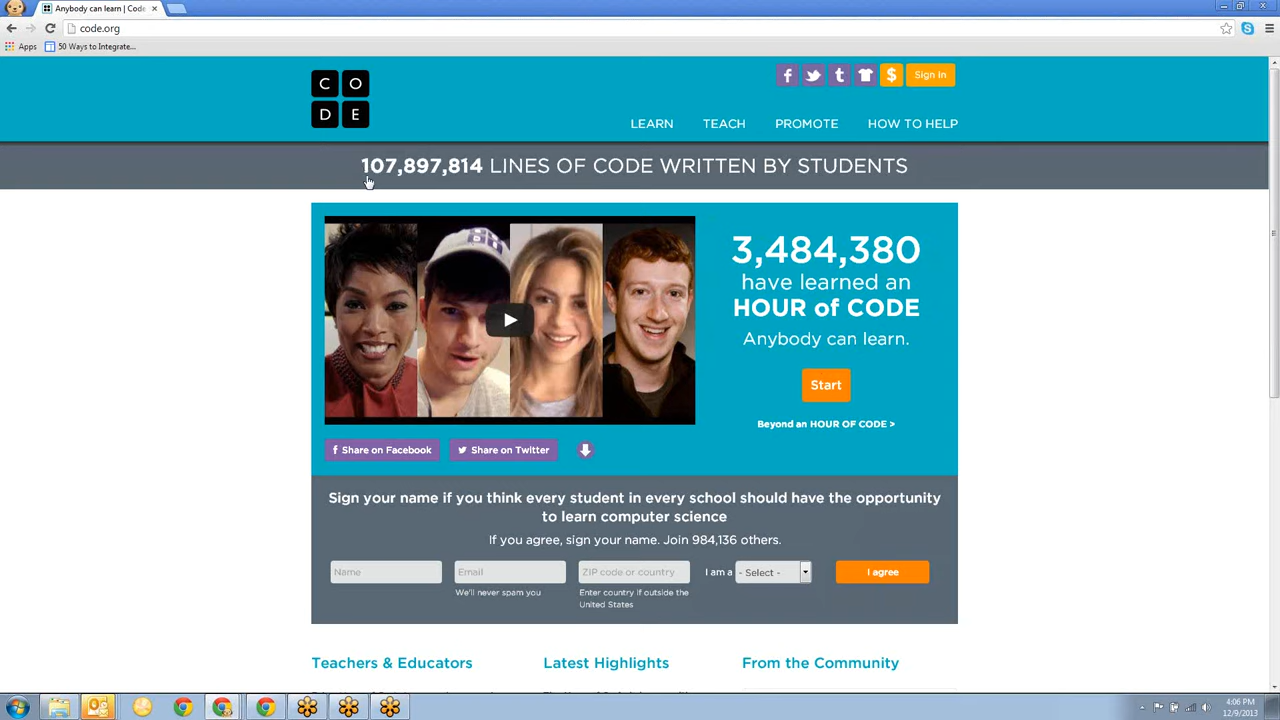 Anybody can learn | Code
code.org
Apps
50 Ways to Integrate...
C O
D E
f
t
$
Sign in
LEARN
TEACH
PROMOTE
HOW TO HELP
107,897,814 LINES OF CODE WRITTEN BY STUDENTS
3,484,380
have learned an
HOUR of CODE
Anybody can learn.
Start
Beyond an HOUR OF CODE >
f Share on Facebook
Share on Twitter
Sign your name if you think every student in every school should have the opportunity
to learn computer science
If you agree, sign your name. Join 984,136 others.
Name
Email
ZIP code or country
I am a
- Select -
I agree
We'll never spam you
Enter country if outside the
United States
Teachers & Educators
Latest Highlights
From the Community
4:06 PM
12/9/2013